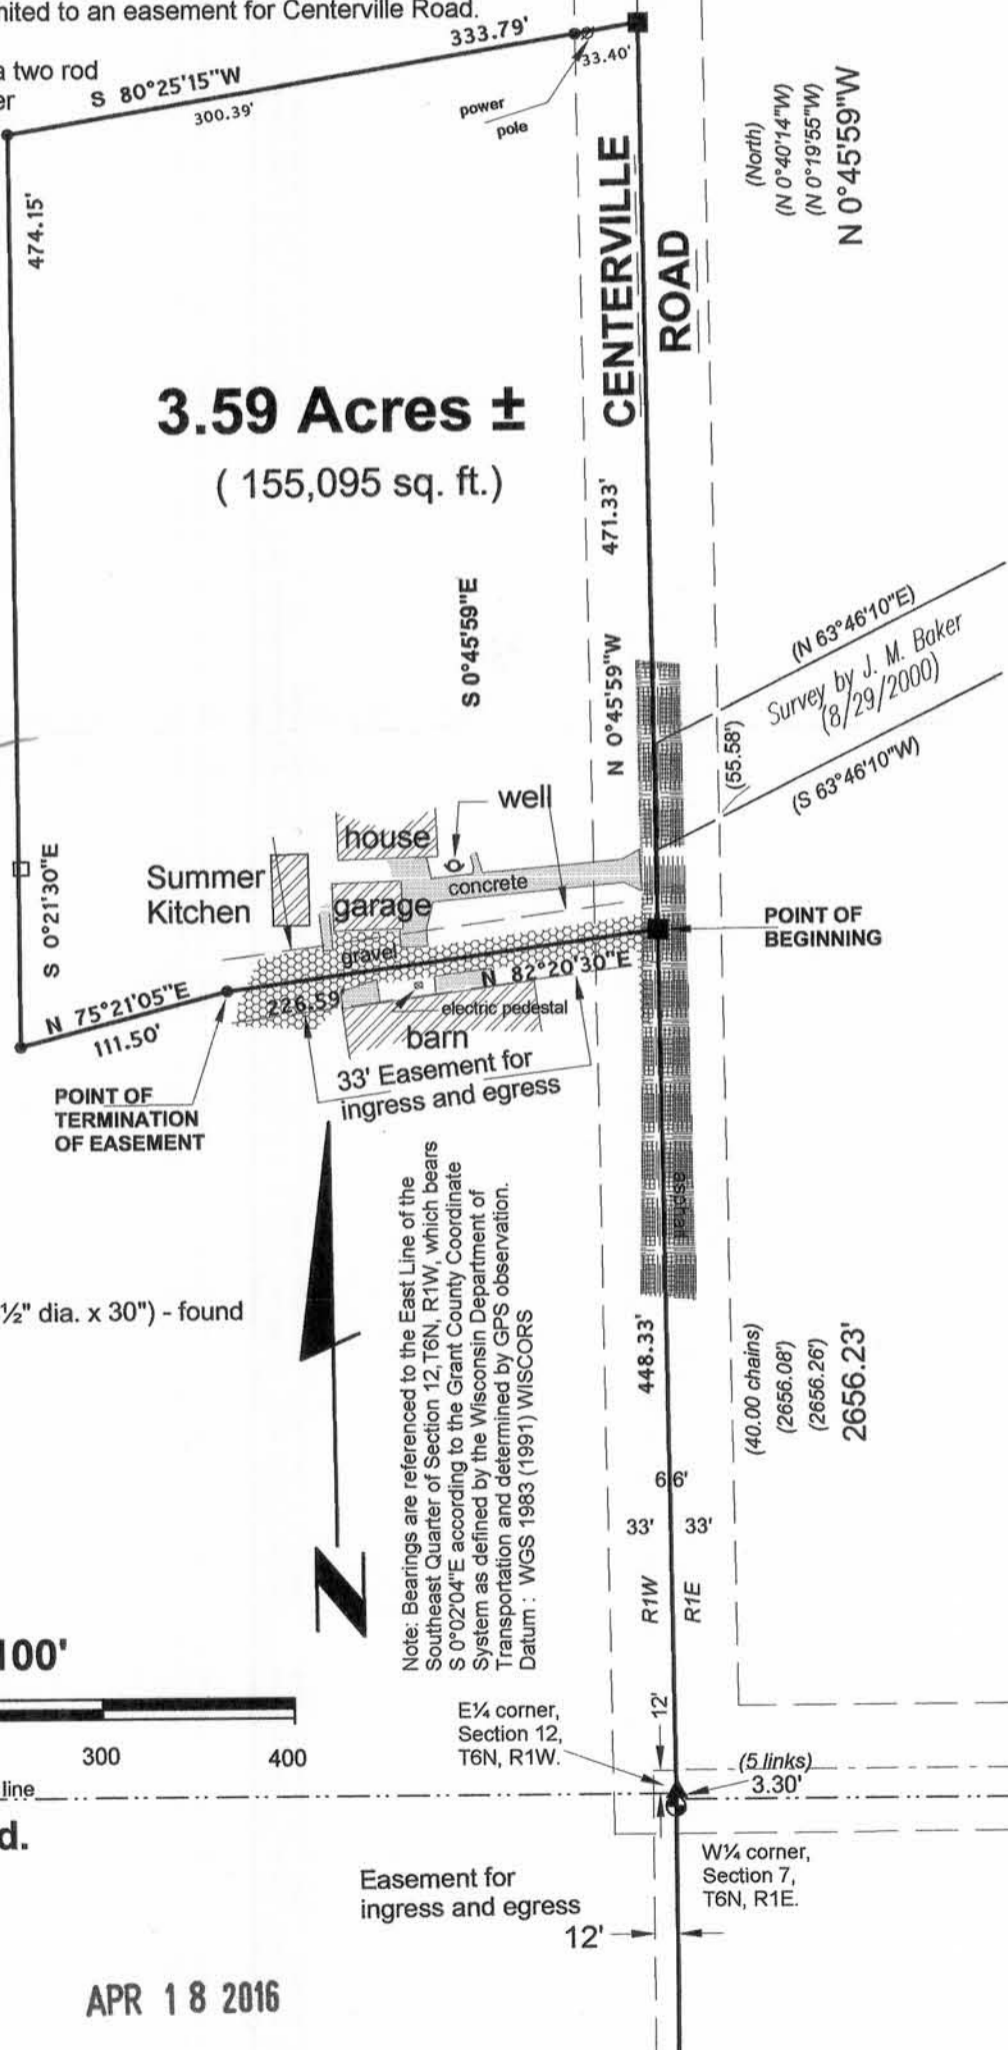 nited to an easement for Centerville Road.
333.79'
a two rod
er
S 80°25'15"W
300.39'
33.40'
power
pole
(North)
(N 0°40'14"W)
(N 0°19'55"W)
N 0°45'59"W
474.15'
CENTERVILLE
ROAD
3.59 Acres ±
( 155,095 sq. ft.)
471.33'
S 0°45'59"E
N 0°45'59"W
(N 63°46'10"E)
Survey by J. M. Baker
(8/29/2000)
(55.58')
(S 63°46'10"W)
well
house
Summer
Kitchen
concrete
garage
S 0°21'30"E
gravel
POINT OF
BEGINNING
N 82°20'30"E
N 75°21'05"E
111.50'
226.59'
electric pedestal
barn
33' Easement for
ingress and egress
POINT OF
TERMINATION
OF EASEMENT
asphalt
Note: Bearings are referenced to the East Line of the
Southeast Quarter of Section 12,T6N, R1W, which bears
S 0°02'04"E according to the Grant County Coordinate
System as defined by the Wisconsin Department of
Transportation and determined by GPS observation.
Datum : WGS 1983 (1991) WISCORS
½" dia. x 30") - found
448.33'
(40.00 chains)
(2656.08')
(2656.26')
2656.23'
66'
33'
33'
R1W
R1E
N
100'
300
400
line
d.
E¼ corner,
Section 12,
T6N, R1W.
12'
(5 links)
3.30'
W¼ corner,
Section 7,
T6N, R1E.
Easement for
ingress and egress
12'
APR 18 2016